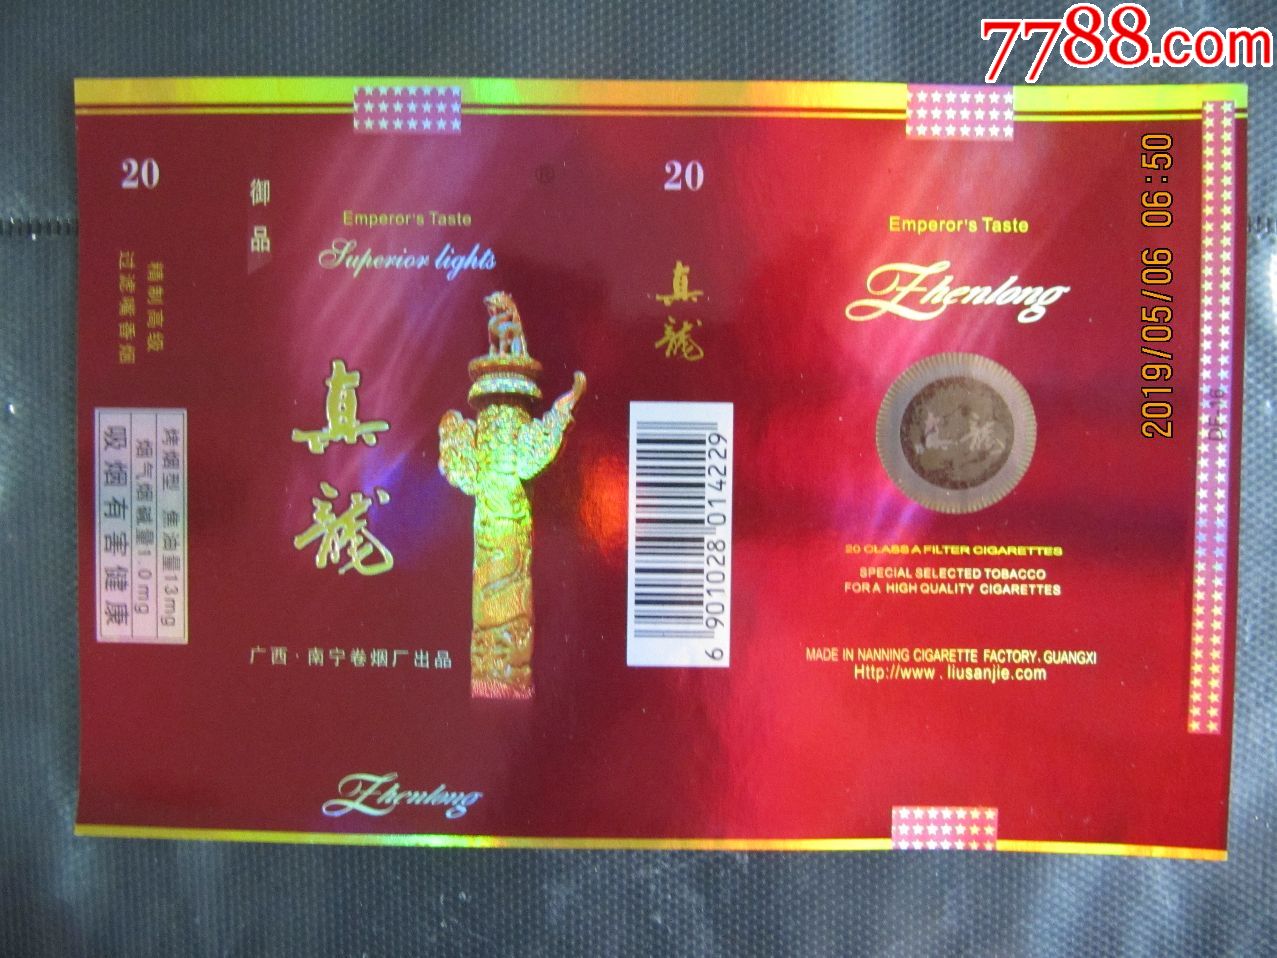 7788.com
20
精制高级
过滤嘴香烟
烤烟型 焦油量13mg
烟气烟碱量1.0mg
吸烟有害健康
御品
Emperor's Taste
Superior lights
真龍
广西·南宁卷烟厂出品
Zhenlong
®
20
真龍
6 901028 014229
Emperor's Taste
Zhenlong
真龍
20 CLASS A FILTER CIGARETTES
SPECIAL SELECTED TOBACCO
FOR A HIGH QUALITY CIGARETTES
MADE IN NANNING CIGARETTE FACTORY. GUANGXI
Http://www . liusanjie.com
2019/05/06 06:50